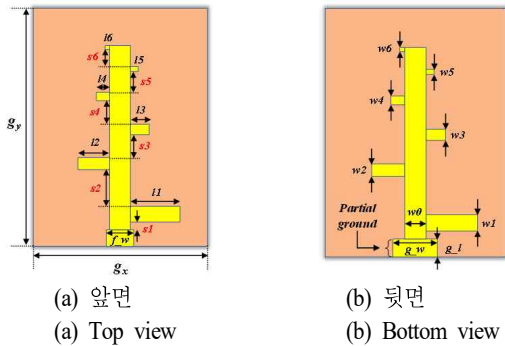 l6
l5
s6
l4
s5
l3
s4
l2
s3
l1
s2
s1
f_w
g_y
g_x
w6
w5
w4
w3
w2
w0
w1
Partial
ground
g_w
g_l
(a) 앞면
(b) 뒷면
(a) Top view
(b) Bottom view